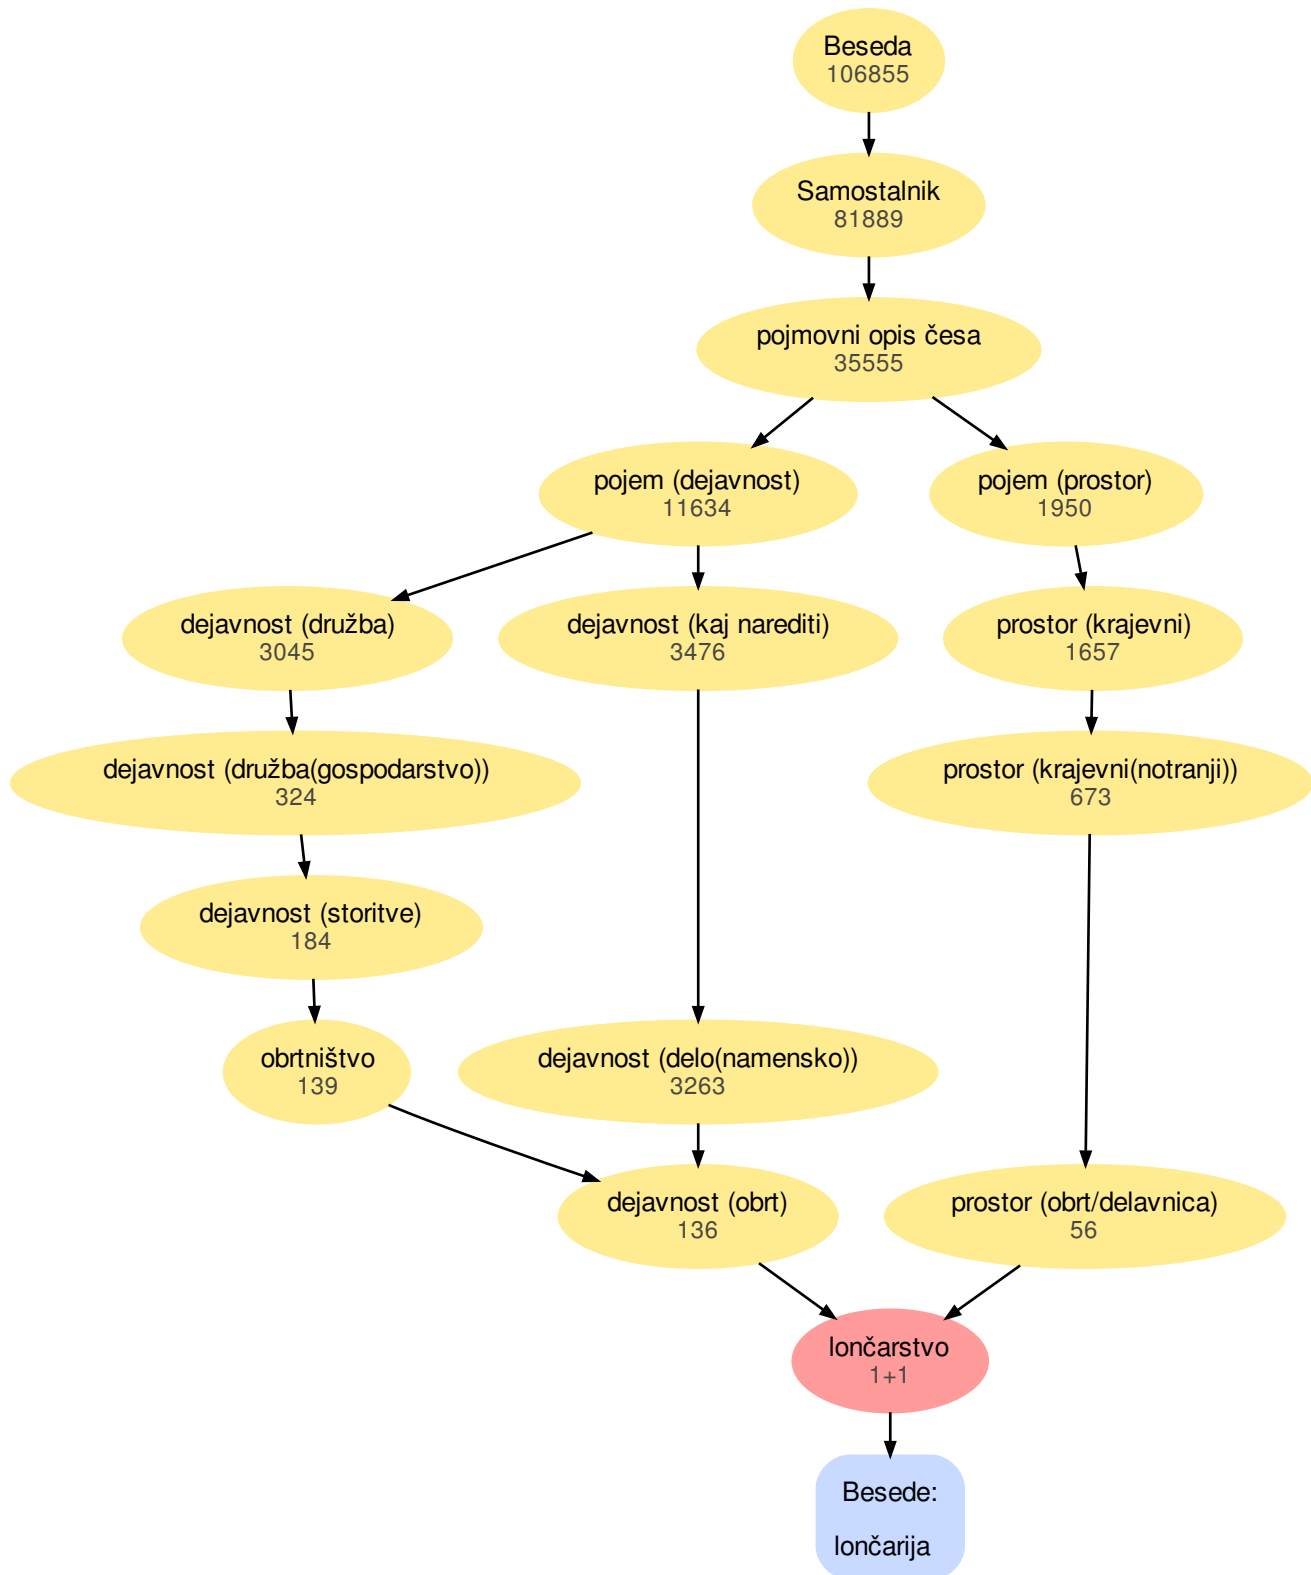 Beseda
106855
Samostalnik
81889
pojmovni opis česa
35555
pojem (dejavnost)
11634
pojem (prostor)
1950
dejavnost (družba)
3045
dejavnost (kaj narediti)
3476
prostor (krajevni)
1657
dejavnost (družba(gospodarstvo))
324
prostor (krajevni(notranji))
673
dejavnost (storitve)
184
obrtništvo
139
dejavnost (delo(namensko))
3263
dejavnost (obrt)
136
prostor (obrt/delavnica)
56
lončarstvo
1+1
Besede:
lončarija